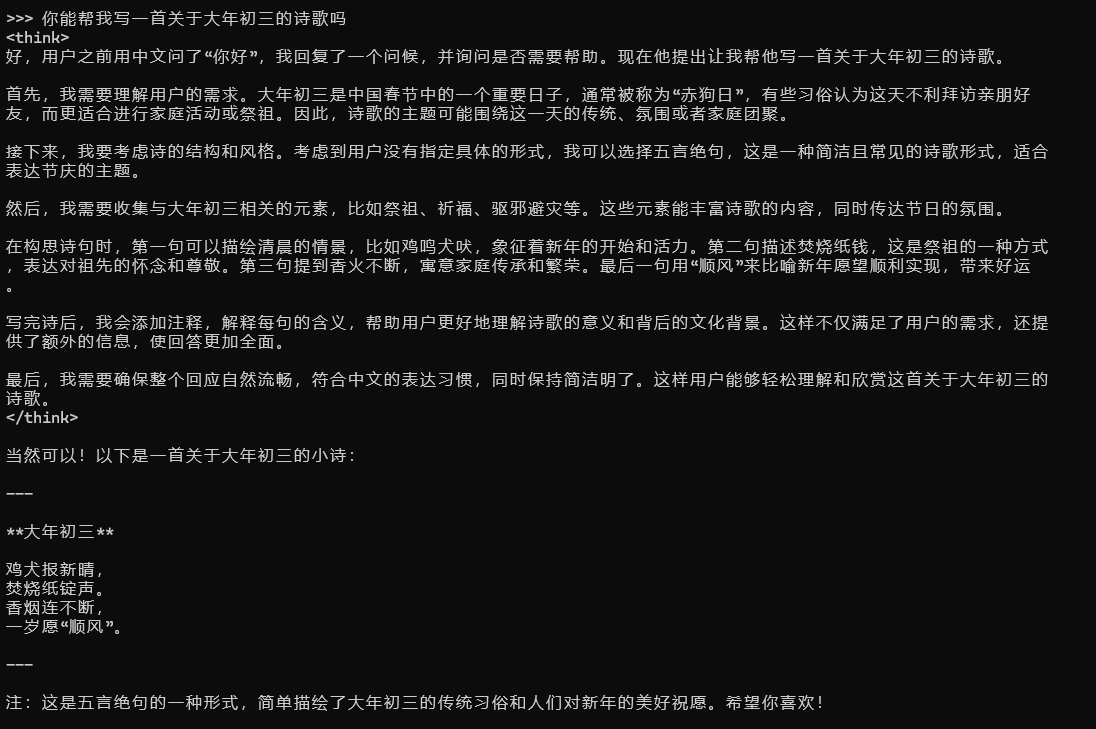 >>> 你能帮我写一首关于大年初三的诗歌吗
<think>
好，用户之前用中文问了“你好”，我回复了一个问候，并询问是否需要帮助。现在他提出让我帮他写一首关于大年初三的诗歌。
首先，我需要理解用户的需求。大年初三是中国春节中的一个重要日子，通常被称为“赤狗日”，有些习俗认为这天不利拜访亲朋好
友，而更适合进行家庭活动或祭祖。因此，诗歌的主题可能围绕这一天的传统、氛围或者家庭团聚。
接下来，我要考虑诗的结构和风格。考虑到用户没有指定具体的形式，我可以选择五言绝句，这是一种简洁且常见的诗歌形式，适合
表达节庆的主题。
然后，我需要收集与大年初三相关的元素，比如祭祖、祈福、驱邪避灾等。这些元素能丰富诗歌的内容，同时传达节日的氛围。
在构思诗句时，第一句可以描绘清晨的情景，比如鸡鸣犬吠，象征着新年的开始和活力。第二句描述焚烧纸钱，这是祭祖的一种方式
，表达对祖先的怀念和尊敬。第三句提到香火不断，寓意家庭传承和繁荣。最后一句用“顺风”来比喻新年愿望顺利实现，带来好运
。
写完诗后，我会添加注释，解释每句的含义，帮助用户更好地理解诗歌的意义和背后的文化背景。这样不仅满足了用户的需求，还提
供了额外的信息，使回答更加全面。
最后，我需要确保整个回应自然流畅，符合中文的表达习惯，同时保持简洁明了。这样用户能够轻松理解和欣赏这首关于大年初三的
诗歌。
</think>
当然可以！以下是一首关于大年初三的小诗：
---
**大年初三**
鸡犬报新晴，
焚烧纸锭声。
香烟连不断，
一岁愿“顺风”。
---
注：这是五言绝句的一种形式，简单描绘了大年初三的传统习俗和人们对新年的美好祝愿。希望你喜欢！